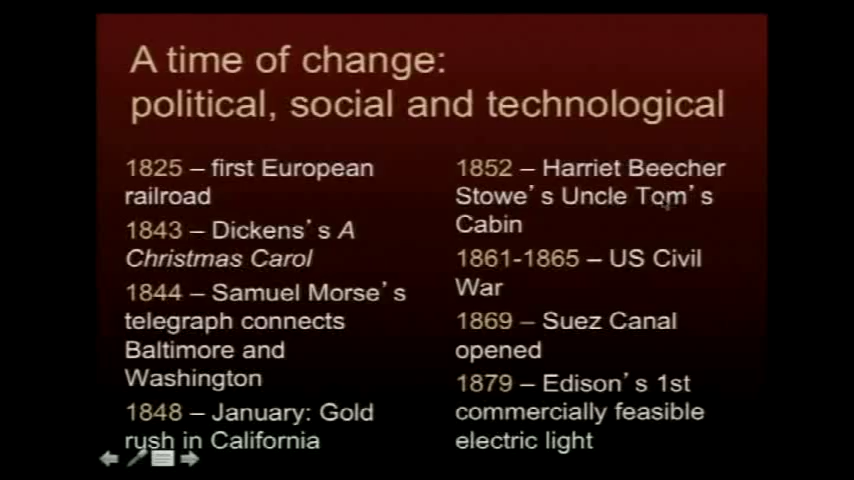 A time of change:
political, social and technological
1825 – first European
railroad
1843 – Dickens’s A
Christmas Carol
1844 – Samuel Morse’s
telegraph connects
Baltimore and
Washington
1848 – January: Gold
rush in California
1852 – Harriet Beecher
Stowe’s Uncle Tom’s
Cabin
1861-1865 – US Civil
War
1869 – Suez Canal
opened
1879 – Edison’s 1st
commercially feasible
electric light